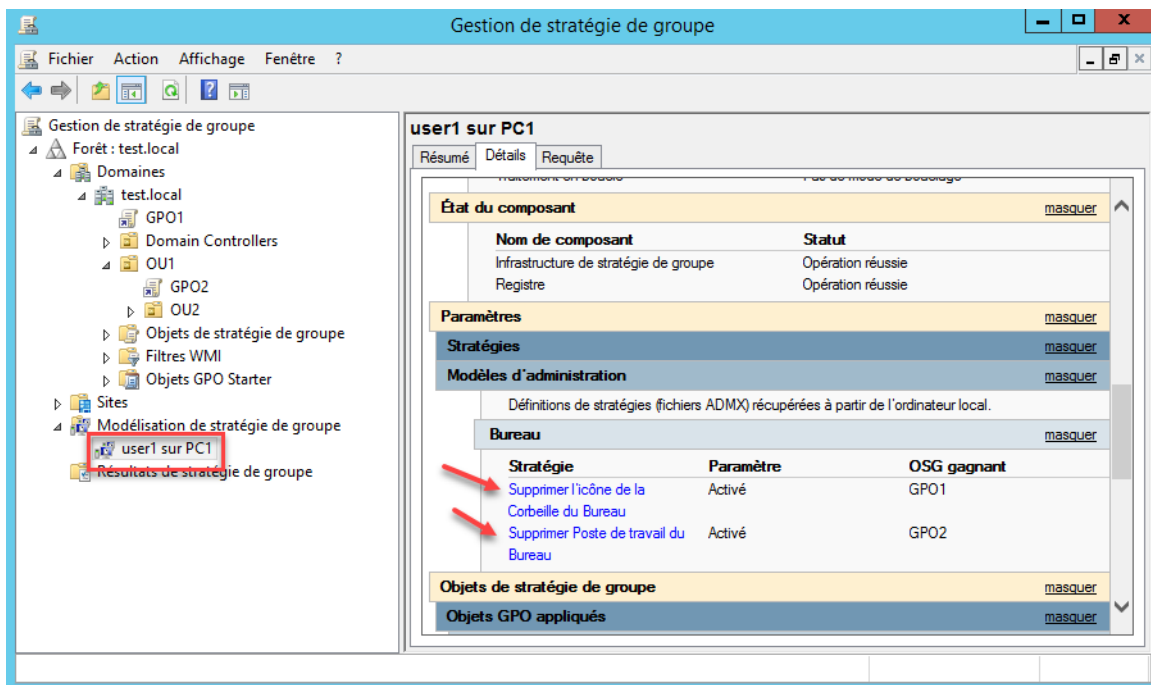 Gestion de stratégie de groupe
Fichier Action Affichage Fenêtre ?
Gestion de stratégie de groupe
Forêt : test.local
Domaines
test.local
GPO1
Domain Controllers
OU1
GPO2
OU2
Objets de stratégie de groupe
Filtres WMI
Objets GPO Starter
Sites
Modélisation de stratégie de groupe
user1 sur PC1
Résultats de stratégie de groupe
user1 sur PC1
Résumé Détails Requête
État du composant masquer
Nom de composant Statut
Infrastructure de stratégie de groupe Opération réussie
Registre Opération réussie
Paramètres masquer
Stratégies masquer
Modèles d'administration masquer
Définitions de stratégies (fichiers ADMX) récupérées à partir de l'ordinateur local.
Bureau masquer
Stratégie Paramètre OSG gagnant
Supprimer l'icône de la Activé GPO1
Corbeille du Bureau
Supprimer Poste de travail du Activé GPO2
Bureau
Objets de stratégie de groupe masquer
Objets GPO appliqués masquer